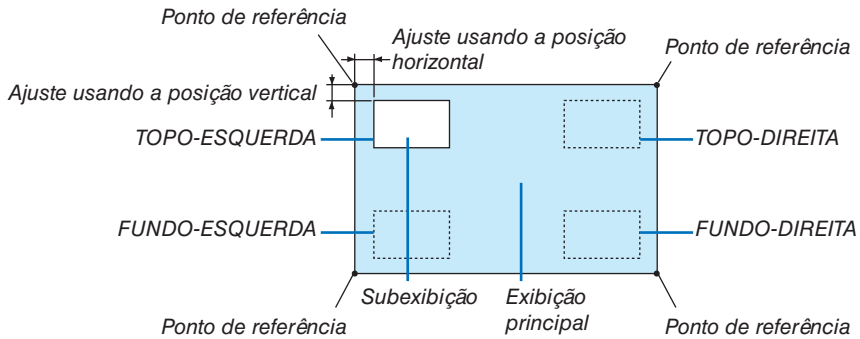 Ponto de referência
Ajuste usando a posição
horizontal
Ponto de referência
Ajuste usando a posição vertical
TOPO-ESQUERDA
TOPO-DIREITA
FUNDO-ESQUERDA
FUNDO-DIREITA
Subexibição
Exibição
principal
Ponto de referência
Ponto de referência